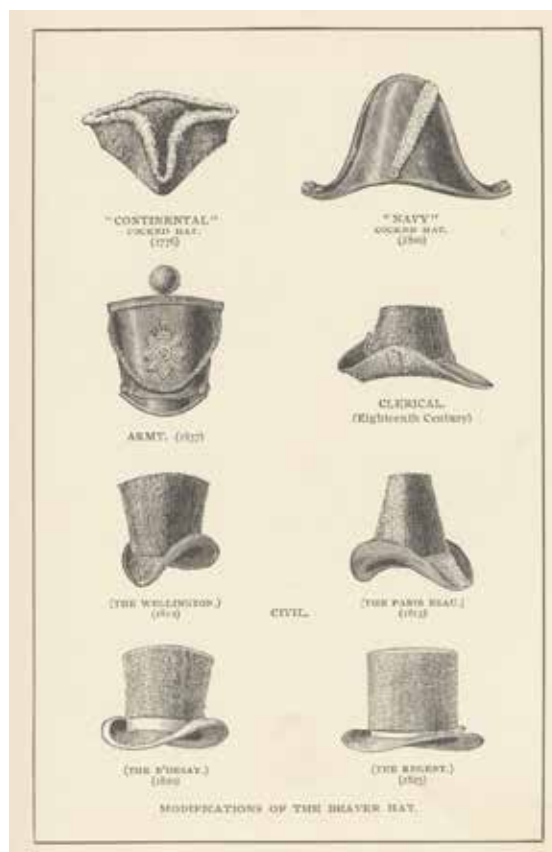 "CONTINENTAL"
COCKED HAT.
(1776)
"NAVY"
COCKED HAT.
(1800)
ARMY. (1837)
CLERICAL.
(Eighteenth Century)
(THE WELLINGTON.)
(1812)
(THE PARIS BEAU.)
(1815)
CIVIL.
(THE D'ORSAY.)
(1820)
(THE REGENT.)
(1825)
MODIFICATIONS OF THE BEAVER HAT.